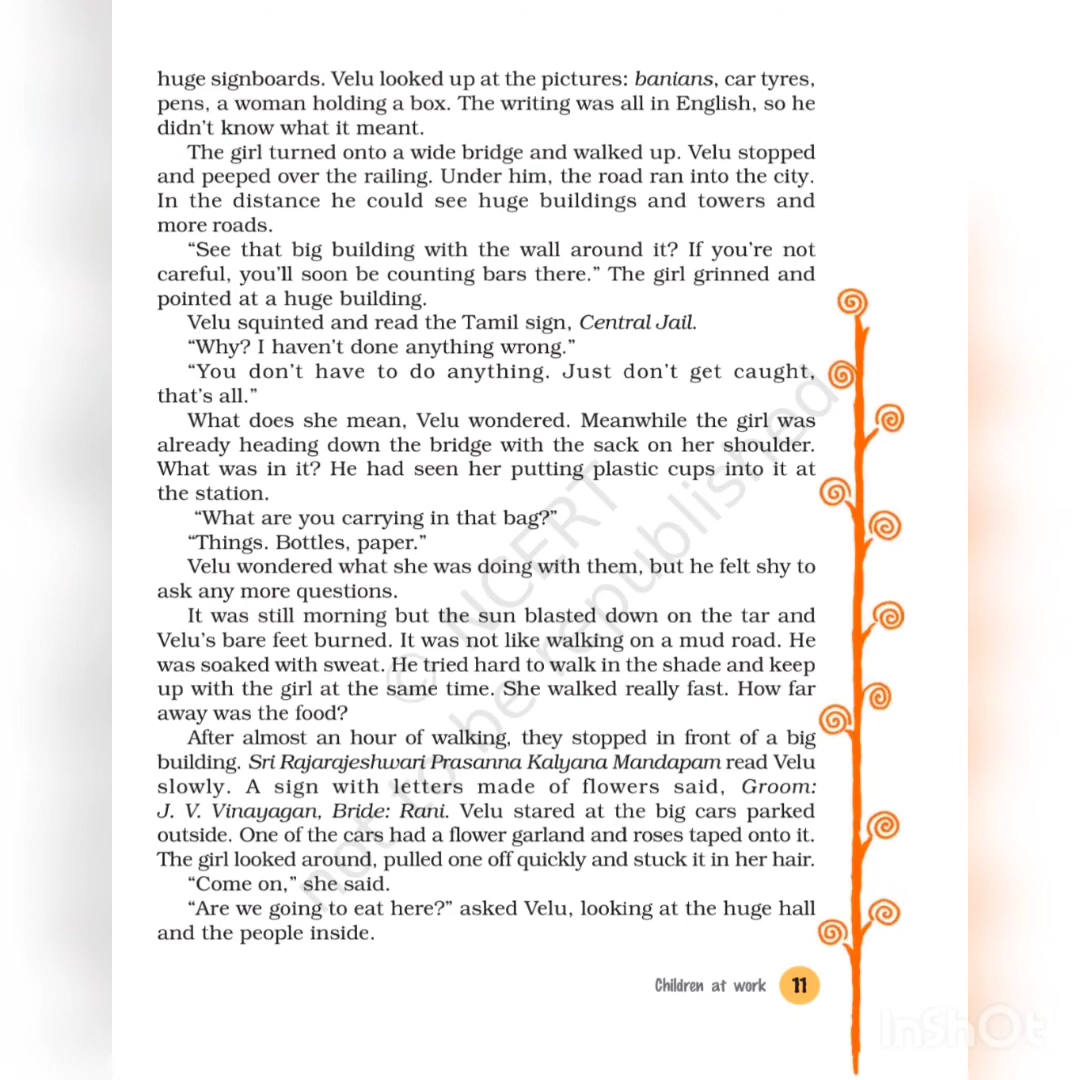 huge signboards. Velu looked up at the pictures: banians, car tyres,
pens, a woman holding a box. The writing was all in English, so he
didn't know what it meant.
The girl turned onto a wide bridge and walked up. Velu stopped
and peeped over the railing. Under him, the road ran into the city.
In the distance he could see huge buildings and towers and
more roads.
“See that big building with the wall around it? If you're not
careful, you'll soon be counting bars there.” The girl grinned and
pointed at a huge building.
Velu squinted and read the Tamil sign, Central Jail.
“Why? I haven't done anything wrong.”
“You don't have to do anything. Just don't get caught,
that's all.”
What does she mean, Velu wondered. Meanwhile the girl was
already heading down the bridge with the sack on her shoulder.
What was in it? He had seen her putting plastic cups into it at
the station.
“What are you carrying in that bag?”
“Things. Bottles, paper.”
Velu wondered what she was doing with them, but he felt shy to
ask any more questions.
It was still morning but the sun blasted down on the tar and
Velu's bare feet burned. It was not like walking on a mud road. He
was soaked with sweat. He tried hard to walk in the shade and keep
up with the girl at the same time. She walked really fast. How far
away was the food?
After almost an hour of walking, they stopped in front of a big
building. Sri Rajarajeshwari Prasanna Kalyana Mandapam read Velu
slowly. A sign with letters made of flowers said, Groom:
J. V. Vinayagan, Bride: Rani. Velu stared at the big cars parked
outside. One of the cars had a flower garland and roses taped onto it.
The girl looked around, pulled one off quickly and stuck it in her hair.
“Come on,” she said.
“Are we going to eat here?” asked Velu, looking at the huge hall
and the people inside.
Children at work 11
© NCERT
not to be republished
InShOt